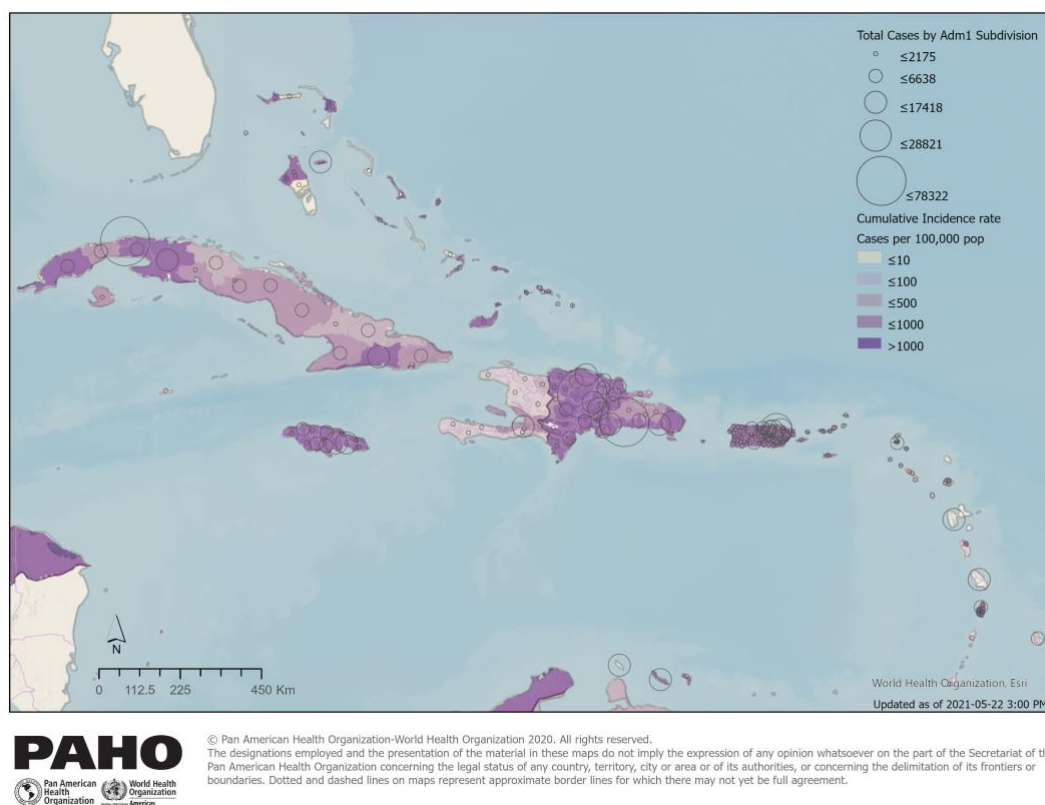 Total Cases by Adm1 Subdivision
≤2175
≤6638
≤17418
≤28821
≤78322
Cumulative Incidence rate
Cases per 100,000 pop
≤10
≤100
≤500
≤1000
>1000
N
0 112.5 225 450 Km
World Health Organization, Esri
Updated as of 2021-05-22 3:00 PM
PAHO
Pan American
Health
Organization
World Health
Organization
Americas
© Pan American Health Organization-World Health Organization 2020. All rights reserved.
The designations employed and the presentation of the material in these maps do not imply the expression of any opinion whatsoever on the part of the Secretariat of
Pan American Health Organization concerning the legal status of any country, territory, city or area or of its authorities, or concerning the delimitation of its frontiers or
boundaries. Dotted and dashed lines on maps represent approximate border lines for which there may not yet be full agreement.